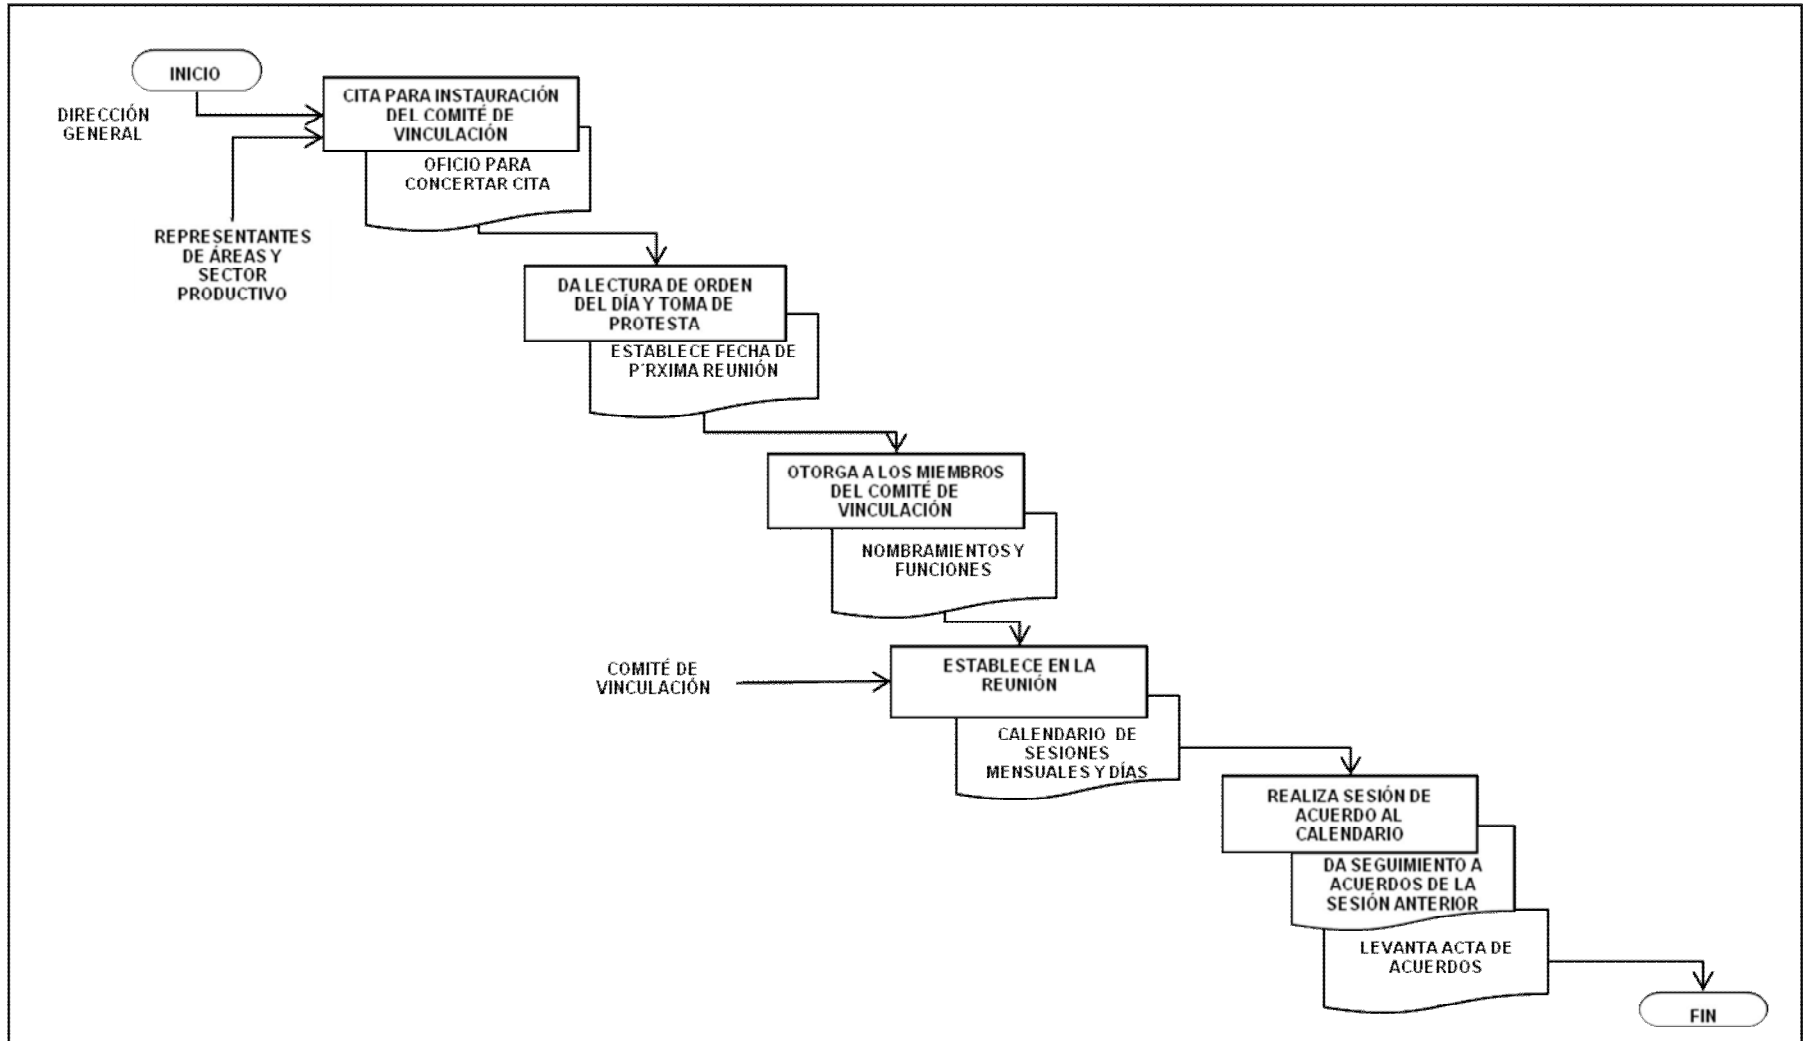 INICIO
DIRECCIÓN
GENERAL
CITA PARA INSTAURACIÓN
DEL COMITÉ DE
VINCULACIÓN
OFICIO PARA
CONCERTAR CITA
REPRESENTANTES
DE ÁREAS Y
SECTOR
PRODUCTIVO
DA LECTURA DE ORDEN
DEL DÍA Y TOMA DE
PROTESTA
ESTABLECE FECHA DE
P´RXIMA REUNIÓN
OTORGA A LOS MIEMBROS
DEL COMITÉ DE
VINCULACIÓN
NOMBRAMIENTOS Y
FUNCIONES
COMITÉ DE
VINCULACIÓN
ESTABLECE EN LA
REUNIÓN
CALENDARIO DE
SESIONES
MENSUALES Y DÍAS
REALIZA SESIÓN DE
ACUERDO AL
CALENDARIO
DA SEGUIMIENTO A
ACUERDOS DE LA
SESIÓN ANTERIOR
LEVANTA ACTA DE
ACUERDOS
FIN